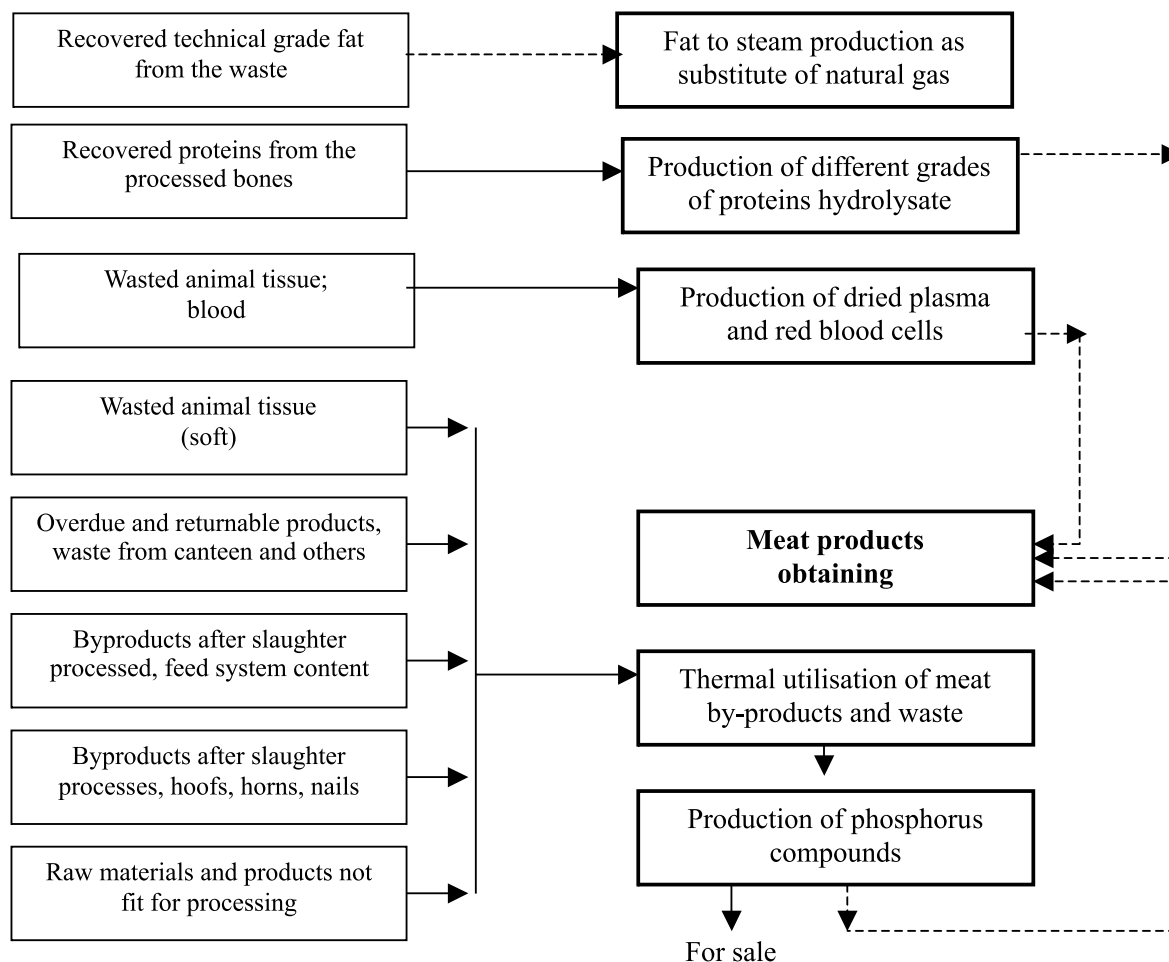 Recovered technical grade fat
from the waste
Fat to steam production as
substitute of natural gas
Recovered proteins from the
processed bones
Production of different grades
of proteins hydrolysate
Wasted animal tissue;
blood
Production of dried plasma
and red blood cells
Wasted animal tissue
(soft)
Overdue and returnable products,
waste from canteen and others
Meat products
obtaining
Byproducts after slaughter
processed, feed system content
Thermal utilisation of meat
by-products and waste
Byproducts after slaughter
processes, hoofs, horns, nails
Production of phosphorus
compounds
Raw materials and products not
fit for processing
For sale